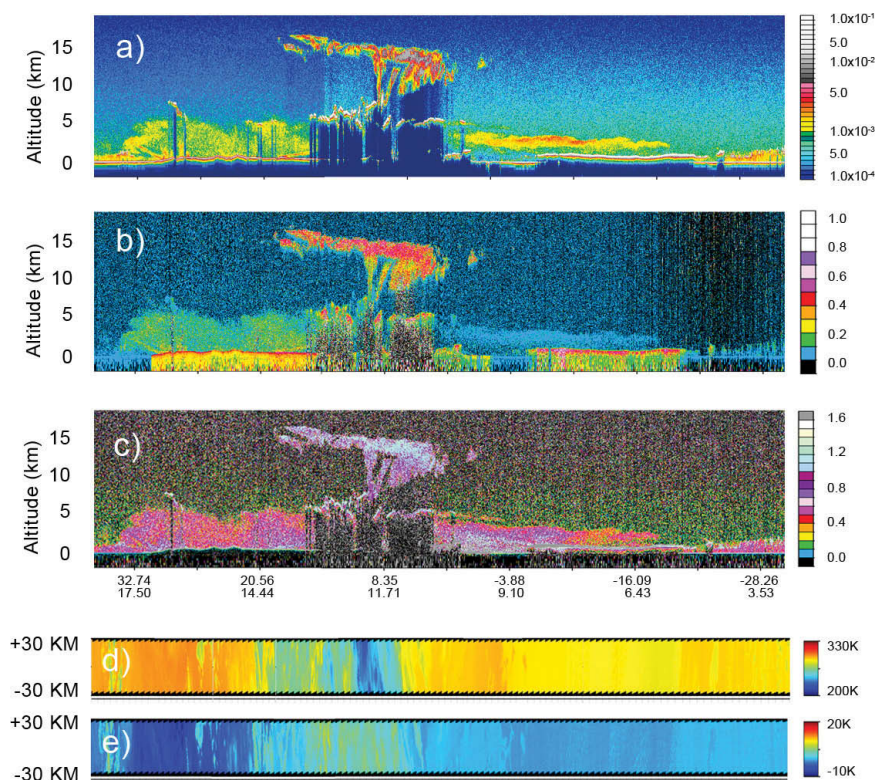 a)
Altitude (km)
15
10
5
0
1.0x10⁻¹
5.0
1.0x10⁻²
5.0
1.0x10⁻³
5.0
1.0x10⁻⁴
b)
Altitude (km)
15
10
5
0
1.0
0.8
0.6
0.4
0.2
0.0
c)
Altitude (km)
15
10
5
0
1.6
1.2
0.8
0.4
0.0
32.74 20.56 8.35 -3.88 -16.09 -28.26
17.50 14.44 11.71 9.10 6.43 3.53
d)
+30 KM
-30 KM
330K
200K
e)
+30 KM
-30 KM
20K
-10K